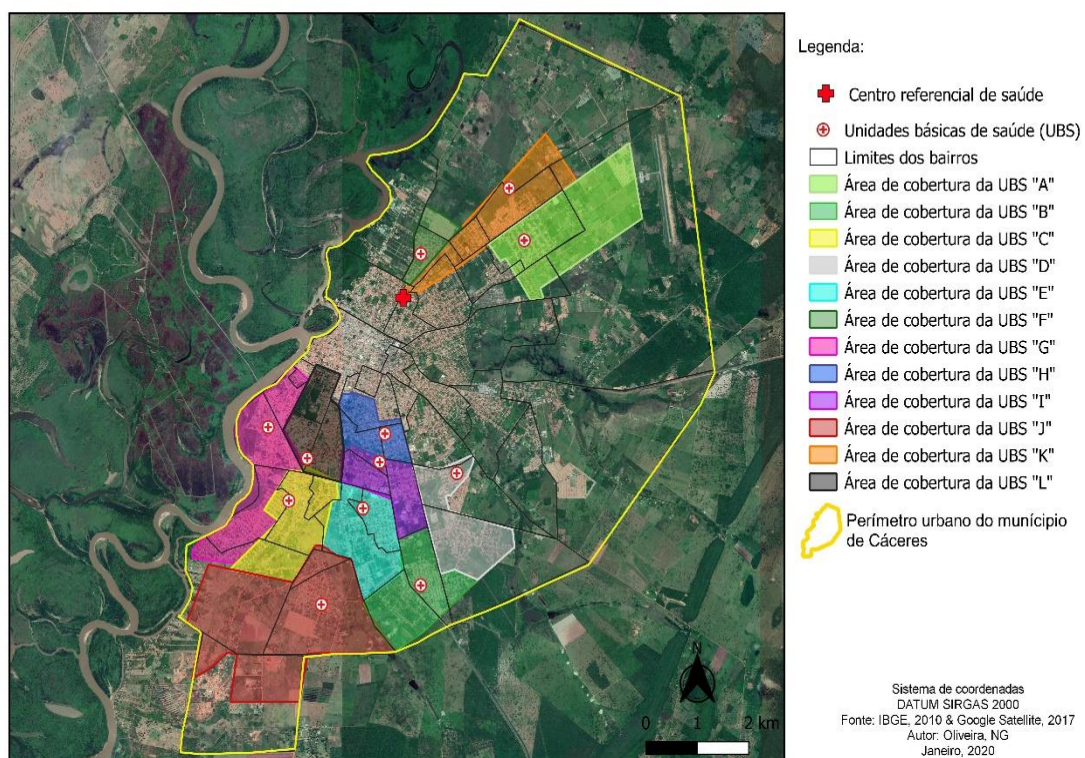 Legenda:
Centro referencial de saúde
Unidades básicas de saúde (UBS)
Limites dos bairros
Área de cobertura da UBS "A"
Área de cobertura da UBS "B"
Área de cobertura da UBS "C"
Área de cobertura da UBS "D"
Área de cobertura da UBS "E"
Área de cobertura da UBS "F"
Área de cobertura da UBS "G"
Área de cobertura da UBS "H"
Área de cobertura da UBS "I"
Área de cobertura da UBS "J"
Área de cobertura da UBS "K"
Área de cobertura da UBS "L"
Perímetro urbano do munícipio
de Cáceres
N
0 1 2 km
Sistema de coordenadas
DATUM SIRGAS 2000
Fonte: IBGE, 2010 & Google Satellite, 2017
Autor: Oliveira, NG
Janeiro, 2020